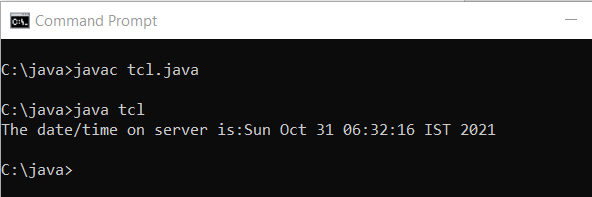 Command Prompt
C:\java>javac tcl.java
C:\java>java tcl
The date/time on server is:Sun Oct 31 06:32:16 IST 2021
C:\java>